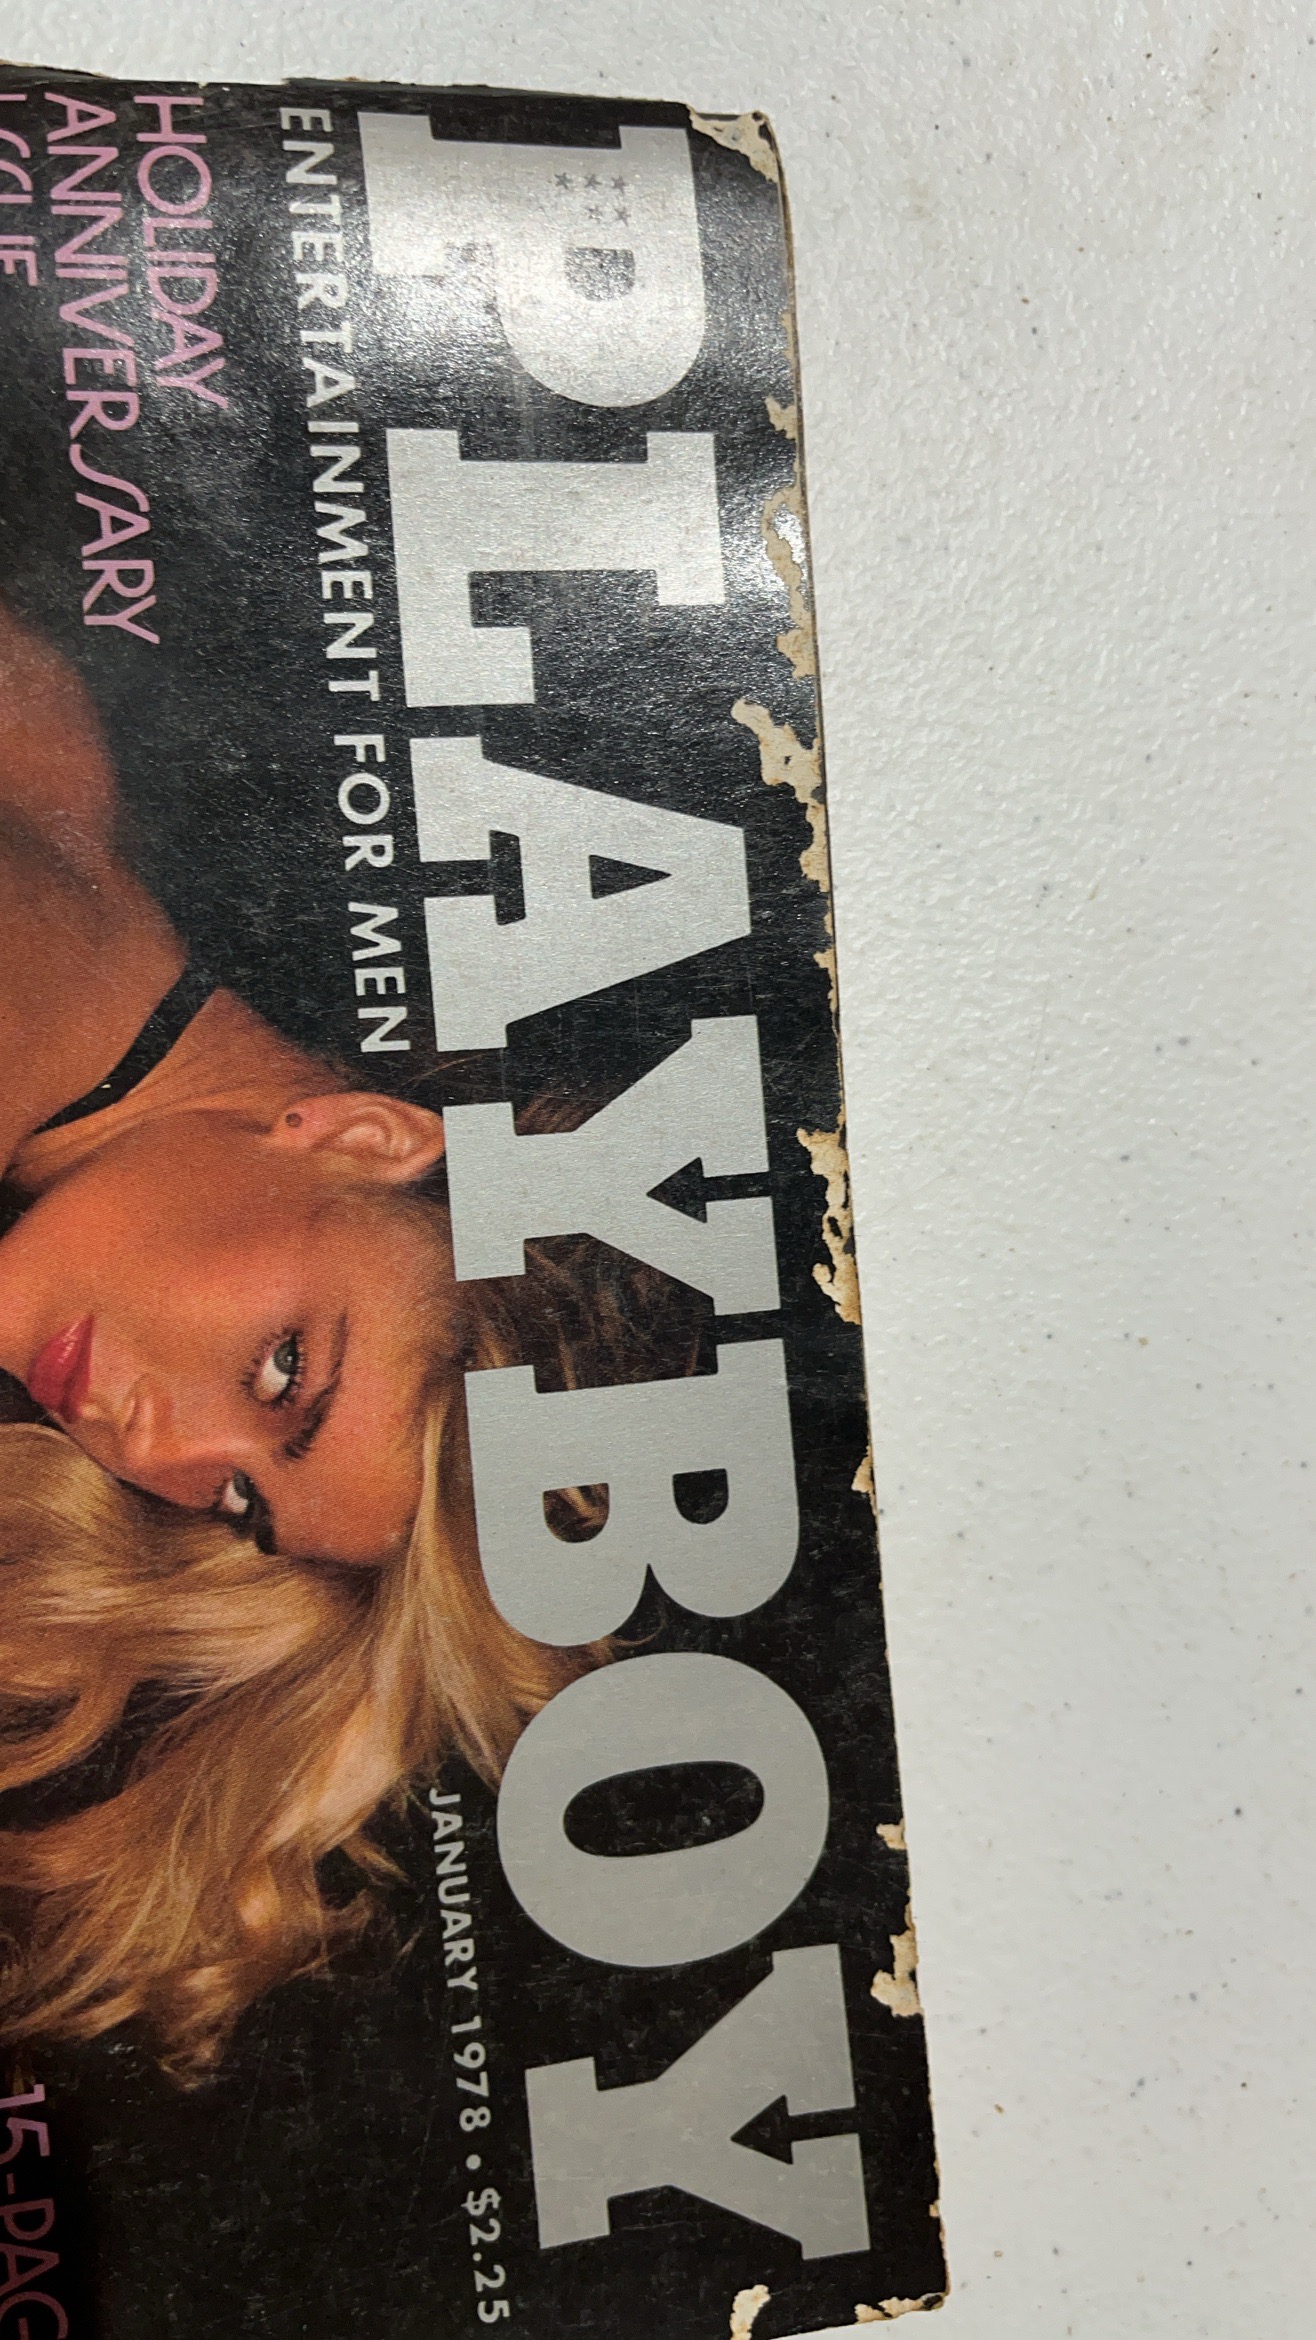 PLAYBOY
ENTERTAINMENT FOR MEN
JANUARY 1978 • $2.25
HOLIDAY
ANNIVERSARY